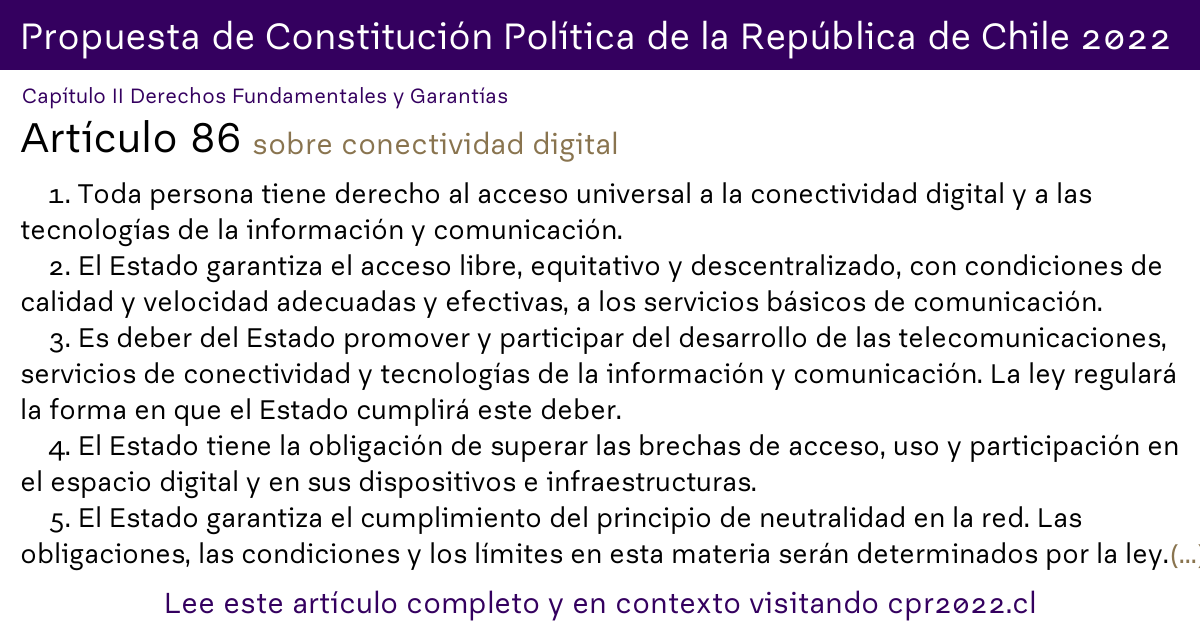 Propuesta de Constitución Política de la República de Chile 2022
Capítulo II Derechos Fundamentales y Garantías
Artículo 86 sobre conectividad digital
1. Toda persona tiene derecho al acceso universal a la conectividad digital y a las
tecnologías de la información y comunicación.
2. El Estado garantiza el acceso libre, equitativo y descentralizado, con condiciones de
calidad y velocidad adecuadas y efectivas, a los servicios básicos de comunicación.
3. Es deber del Estado promover y participar del desarrollo de las telecomunicaciones,
servicios de conectividad y tecnologías de la información y comunicación. La ley regulará
la forma en que el Estado cumplirá este deber.
4. El Estado tiene la obligación de superar las brechas de acceso, uso y participación en
el espacio digital y en sus dispositivos e infraestructuras.
5. El Estado garantiza el cumplimiento del principio de neutralidad en la red. Las
obligaciones, las condiciones y los límites en esta materia serán determinados por la ley.(...)
Lee este artículo completo y en contexto visitando cpr2022.cl